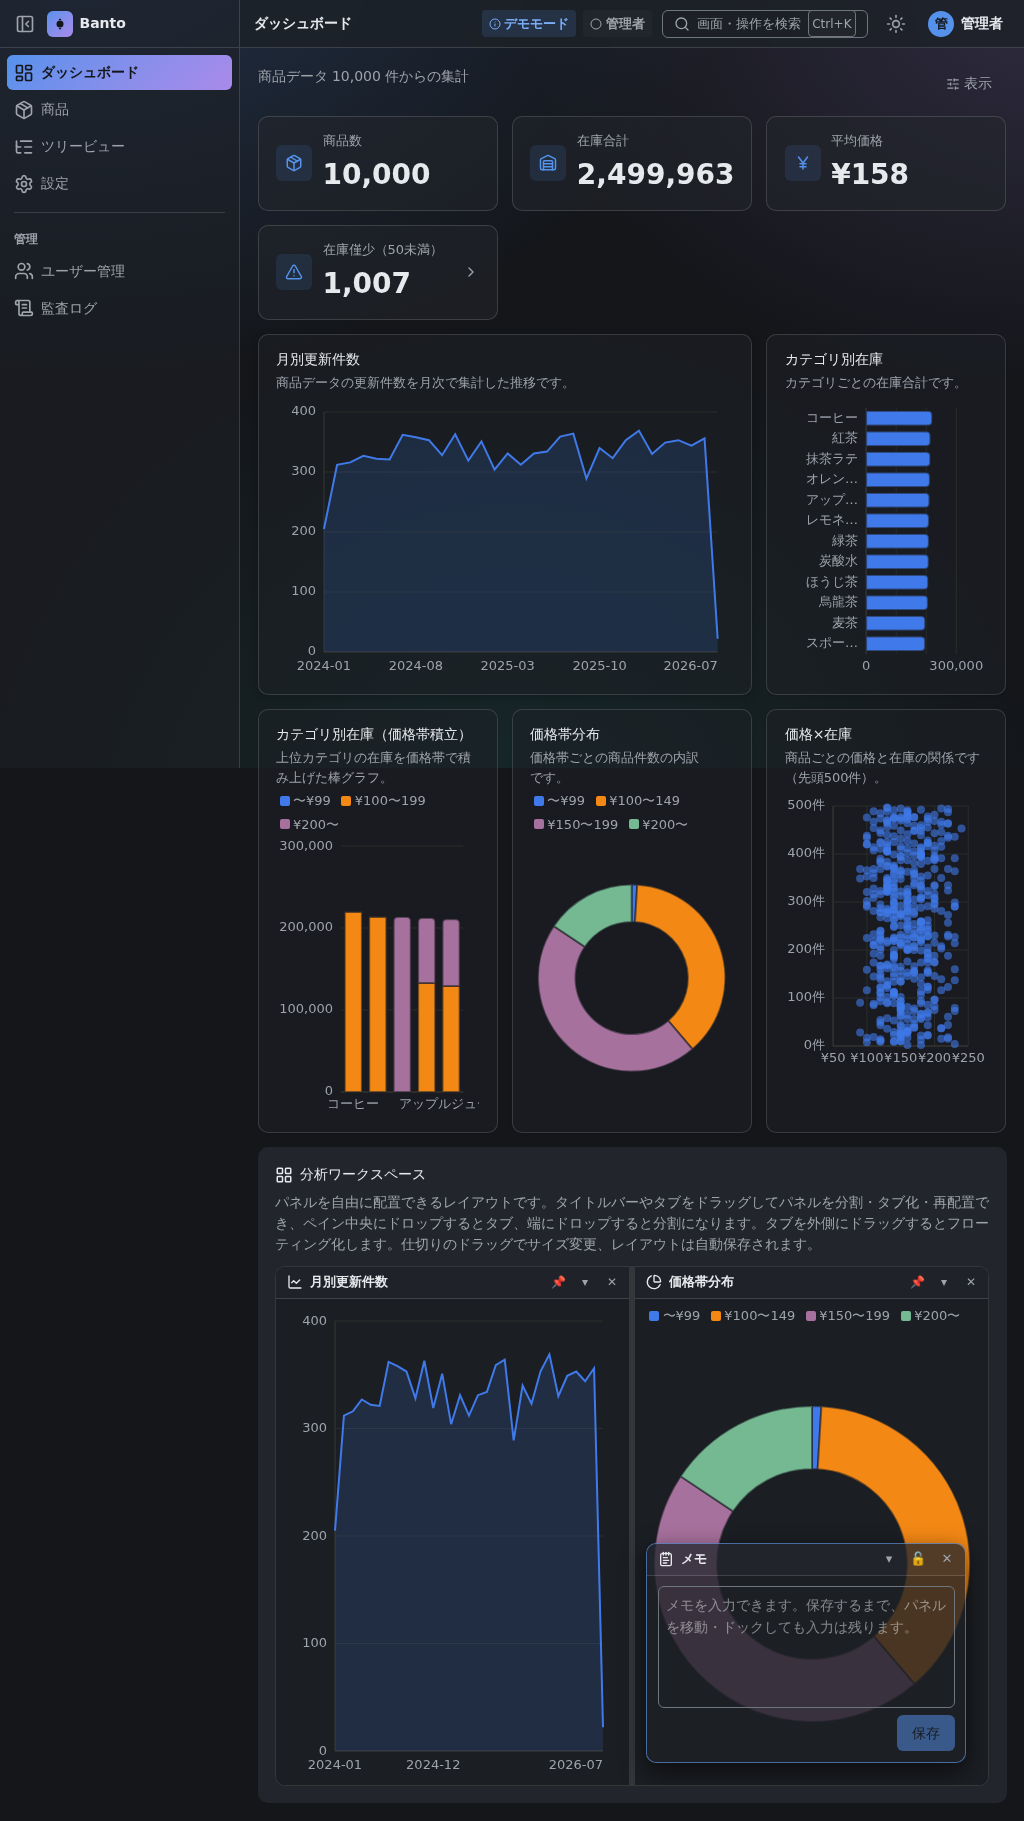 Banto
ダッシュボード
デモモード
管理者
画面・操作を検索
Ctrl+K
管
管理者
ダッシュボード
商品
ツリービュー
設定
管理
ユーザー管理
監査ログ
商品データ 10,000 件からの集計
表示
商品数
10,000
在庫合計
2,499,963
平均価格
¥158
在庫僅少（50未満）
1,007
月別更新件数
商品データの更新件数を月次で集計した推移です。
400
300
200
100
0
2024-01
2024-08
2025-03
2025-10
2026-07
カテゴリ別在庫
カテゴリごとの在庫合計です。
コーヒー
紅茶
抹茶ラテ
オレン…
アップ…
レモネ…
緑茶
炭酸水
ほうじ茶
烏龍茶
麦茶
スポー…
0
300,000
カテゴリ別在庫（価格帯積立）
上位カテゴリの在庫を価格帯で積
み上げた棒グラフ。
〜¥99
¥100〜199
¥200〜
300,000
200,000
100,000
0
コーヒー
アップルジュ
価格帯分布
価格帯ごとの商品件数の内訳
です。
〜¥99
¥100〜149
¥150〜199
¥200〜
価格×在庫
商品ごとの価格と在庫の関係です
（先頭500件）。
500件
400件
300件
200件
100件
0件
¥50
¥100
¥150
¥200
¥250
分析ワークスペース
パネルを自由に配置できるレイアウトです。タイトルバーやタブをドラッグしてパネルを分割・タブ化・再配置で
き、ペイン中央にドロップするとタブ、端にドロップすると分割になります。タブを外側にドラッグするとフロー
ティング化します。仕切りのドラッグでサイズ変更、レイアウトは自動保存されます。
月別更新件数
400
300
200
100
0
2024-01
2024-12
2026-07
価格帯分布
〜¥99
¥100〜149
¥150〜199
¥200〜
メモ
メモを入力できます。保存するまで、パネル
を移動・ドックしても入力は残ります。
保存